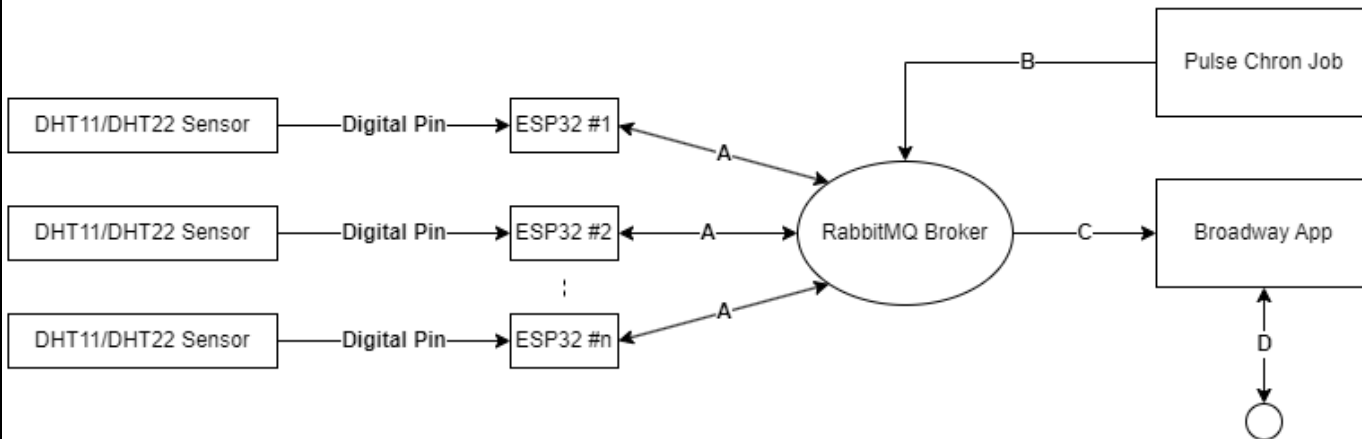 B
Pulse Chron Job
DHT11/DHT22 Sensor
Digital Pin
ESP32 #1
A
DHT11/DHT22 Sensor
Digital Pin
ESP32 #2
A
RabbitMQ Broker
C
Broadway App
DHT11/DHT22 Sensor
Digital Pin
ESP32 #n
A
D